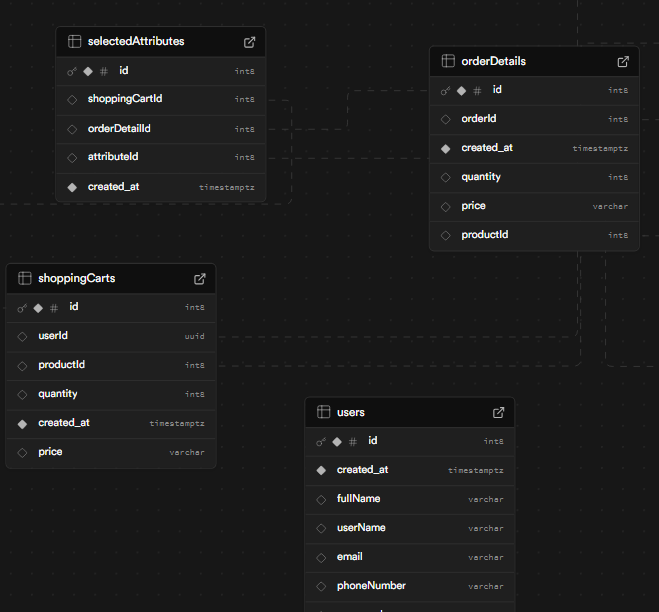 selectedAttributes
id int8
shoppingCartId int8
orderDetailId int8
attributeId int8
created_at timestamptz
orderDetails
id int8
orderId int8
created_at timestamptz
quantity int8
price varchar
productId int8
shoppingCarts
id int8
userId uuid
productId int8
quantity int8
created_at timestamptz
price varchar
users
id int8
created_at timestamptz
fullName varchar
userName varchar
email varchar
phoneNumber varchar